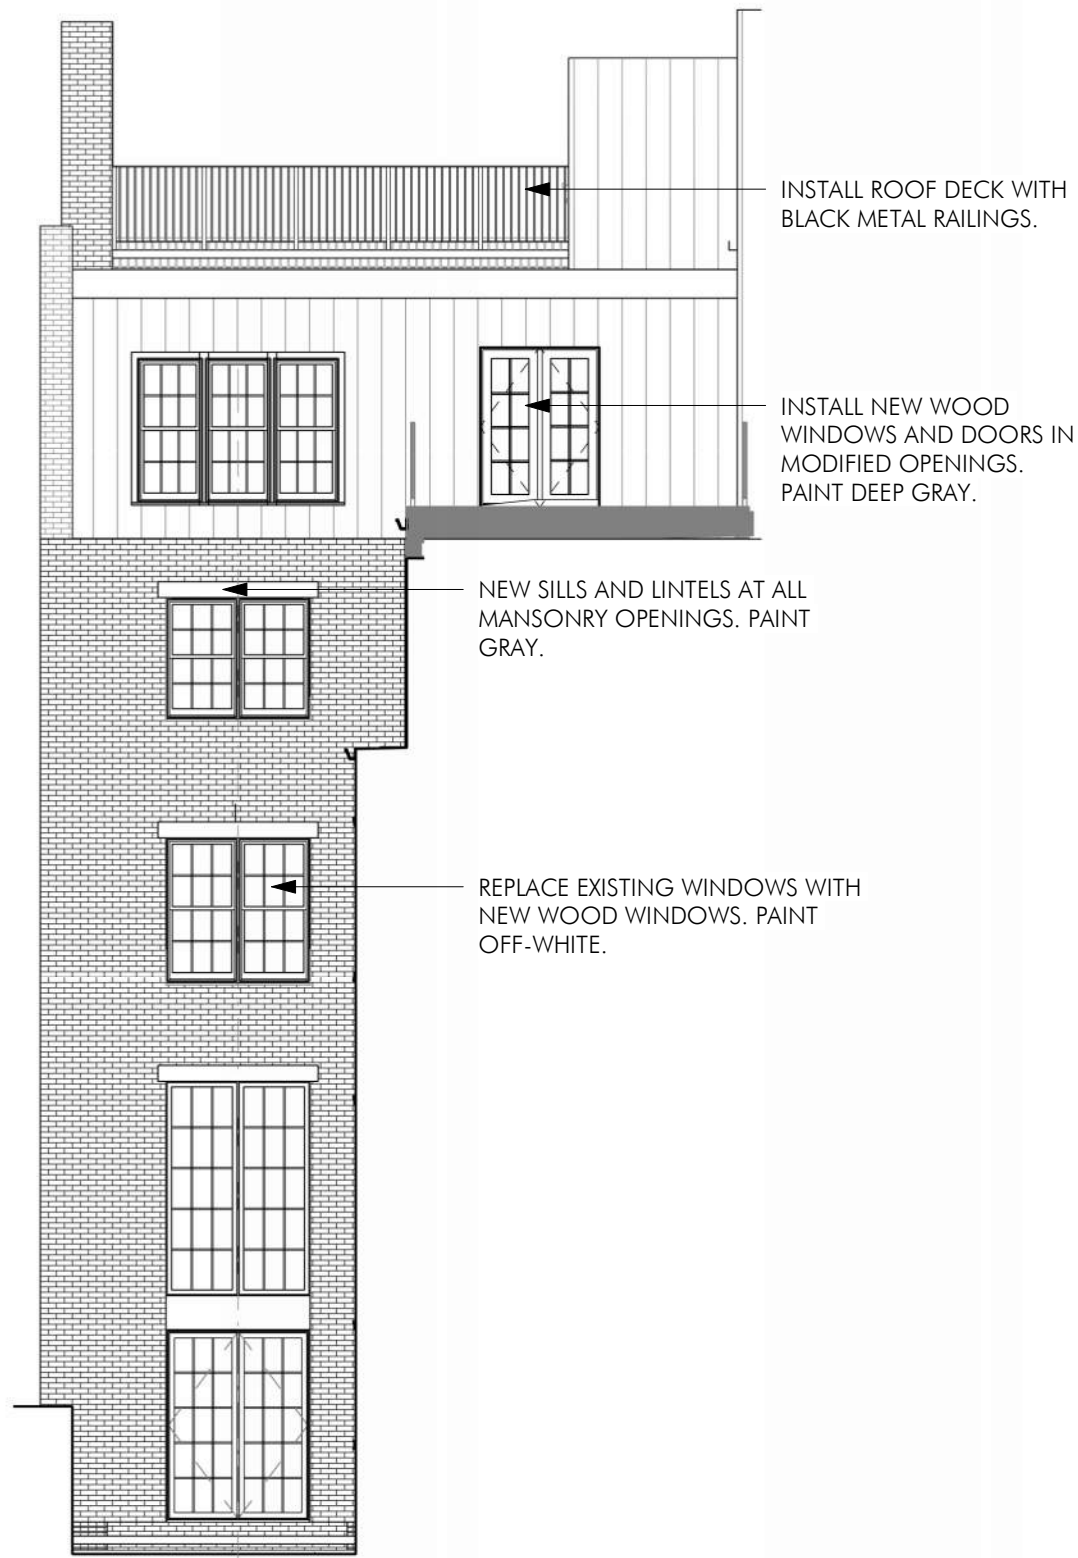 INSTALL ROOF DECK WITH
BLACK METAL RAILINGS.
INSTALL NEW WOOD
WINDOWS AND DOORS IN
MODIFIED OPENINGS.
PAINT DEEP GRAY.
NEW SILLS AND LINTELS AT ALL
MANSONRY OPENINGS. PAINT
GRAY.
REPLACE EXISTING WINDOWS WITH
NEW WOOD WINDOWS. PAINT
OFF-WHITE.